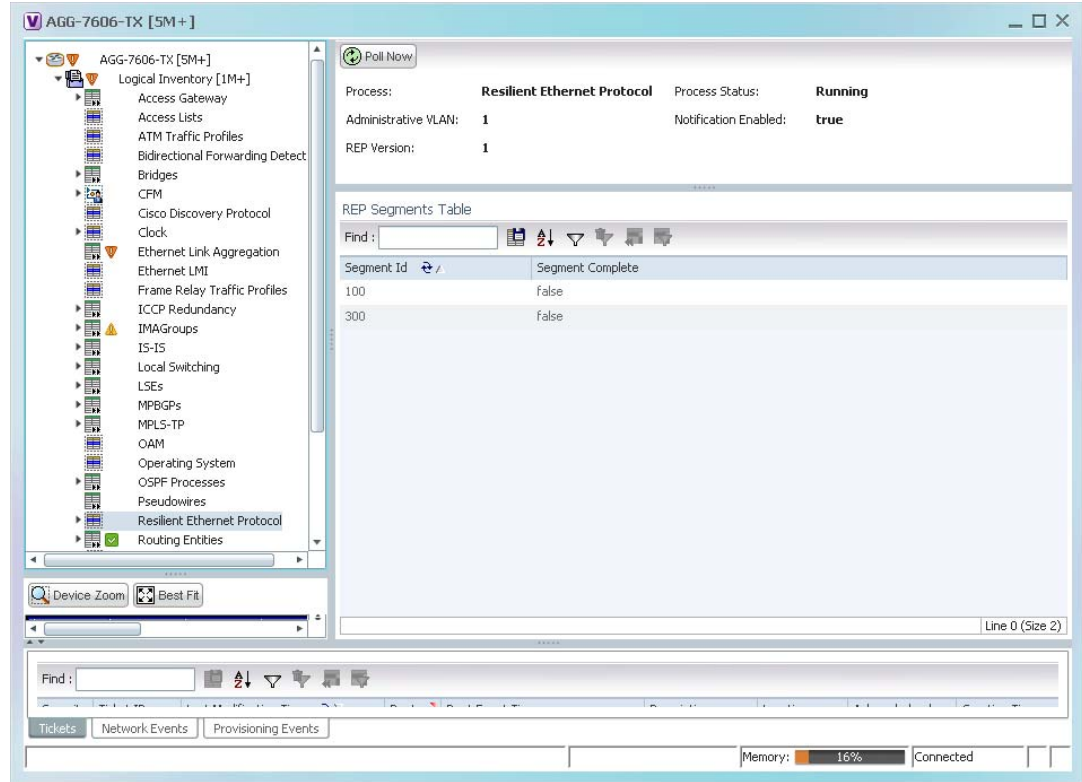 AGG-7606-TX [5M+]
AGG-7606-TX [5M+]
Logical Inventory [1M+]
Access Gateway
Access Lists
ATM Traffic Profiles
Bidirectional Forwarding Detect
Bridges
CFM
Cisco Discovery Protocol
Clock
Ethernet Link Aggregation
Ethernet LMI
Frame Relay Traffic Profiles
ICCP Redundancy
IMAGroups
IS-IS
Local Switching
LSEs
MPBGPs
MPLS-TP
OAM
Operating System
OSPF Processes
Pseudowires
Resilient Ethernet Protocol
Routing Entities
Device Zoom Best Fit
Poll Now
Process: Resilient Ethernet Protocol Process Status: Running
Administrative VLAN: 1 Notification Enabled: true
REP Version: 1
REP Segments Table
Find :
Segment Id Segment Complete
100 false
300 false
Line 0 (Size 2)
Find :
Tickets Network Events Provisioning Events
Memory: 16% Connected